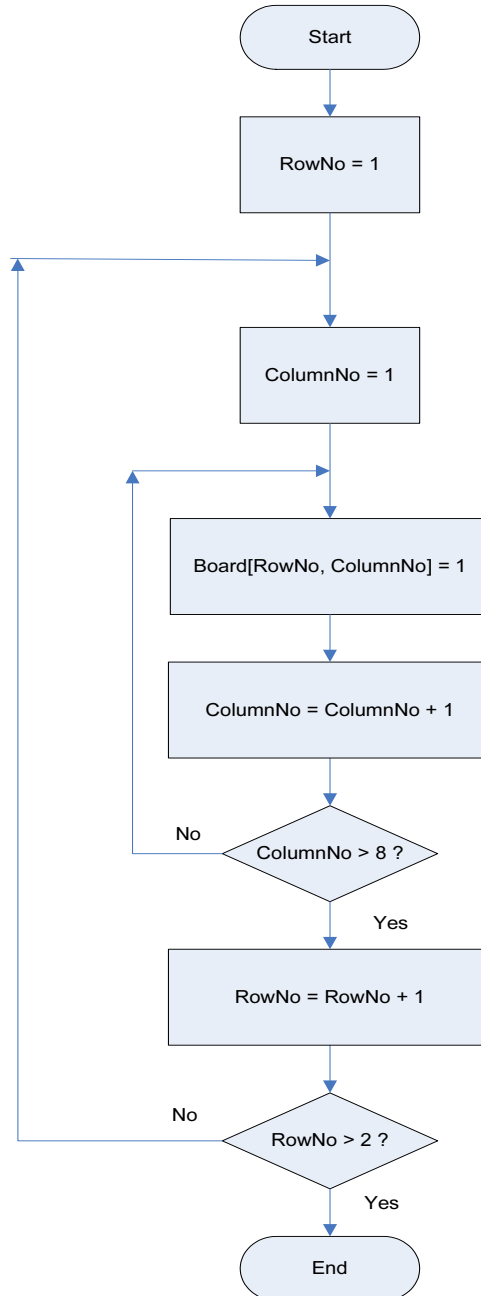 Start
RowNo = 1
ColumnNo = 1
Board[RowNo, ColumnNo] = 1
ColumnNo = ColumnNo + 1
No
ColumnNo > 8 ?
Yes
RowNo = RowNo + 1
No
RowNo > 2 ?
Yes
End